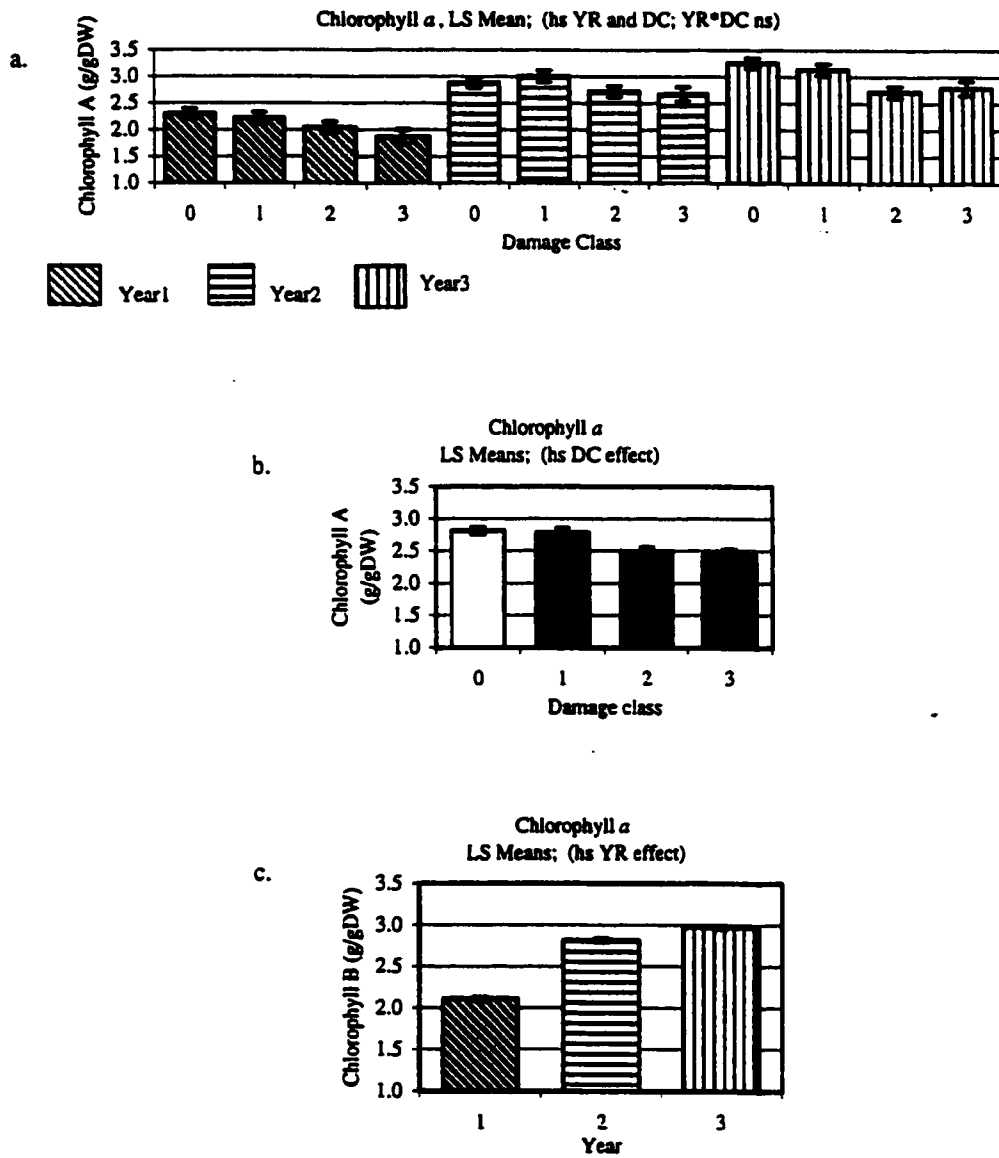 a.
Chlorophyll a, LS Mean; (hs YR and DC; YR*DC ns)
Chlorophyll A (g/gDW)
3.5
3.0
2.5
2.0
1.5
1.0
0 1 2 3 0 1 2 3 0 1 2 3
Damage Class
Year1 Year2 Year3
b.
Chlorophyll a
LS Means; (hs DC effect)
Chlorophyll A
(g/gDW)
3.5
3.0
2.5
2.0
1.5
1.0
0 1 2 3
Damage class
c.
Chlorophyll a
LS Means; (hs YR effect)
Chlorophyll B (g/gDW)
3.5
3.0
2.5
2.0
1.5
1.0
1 2 3
Year